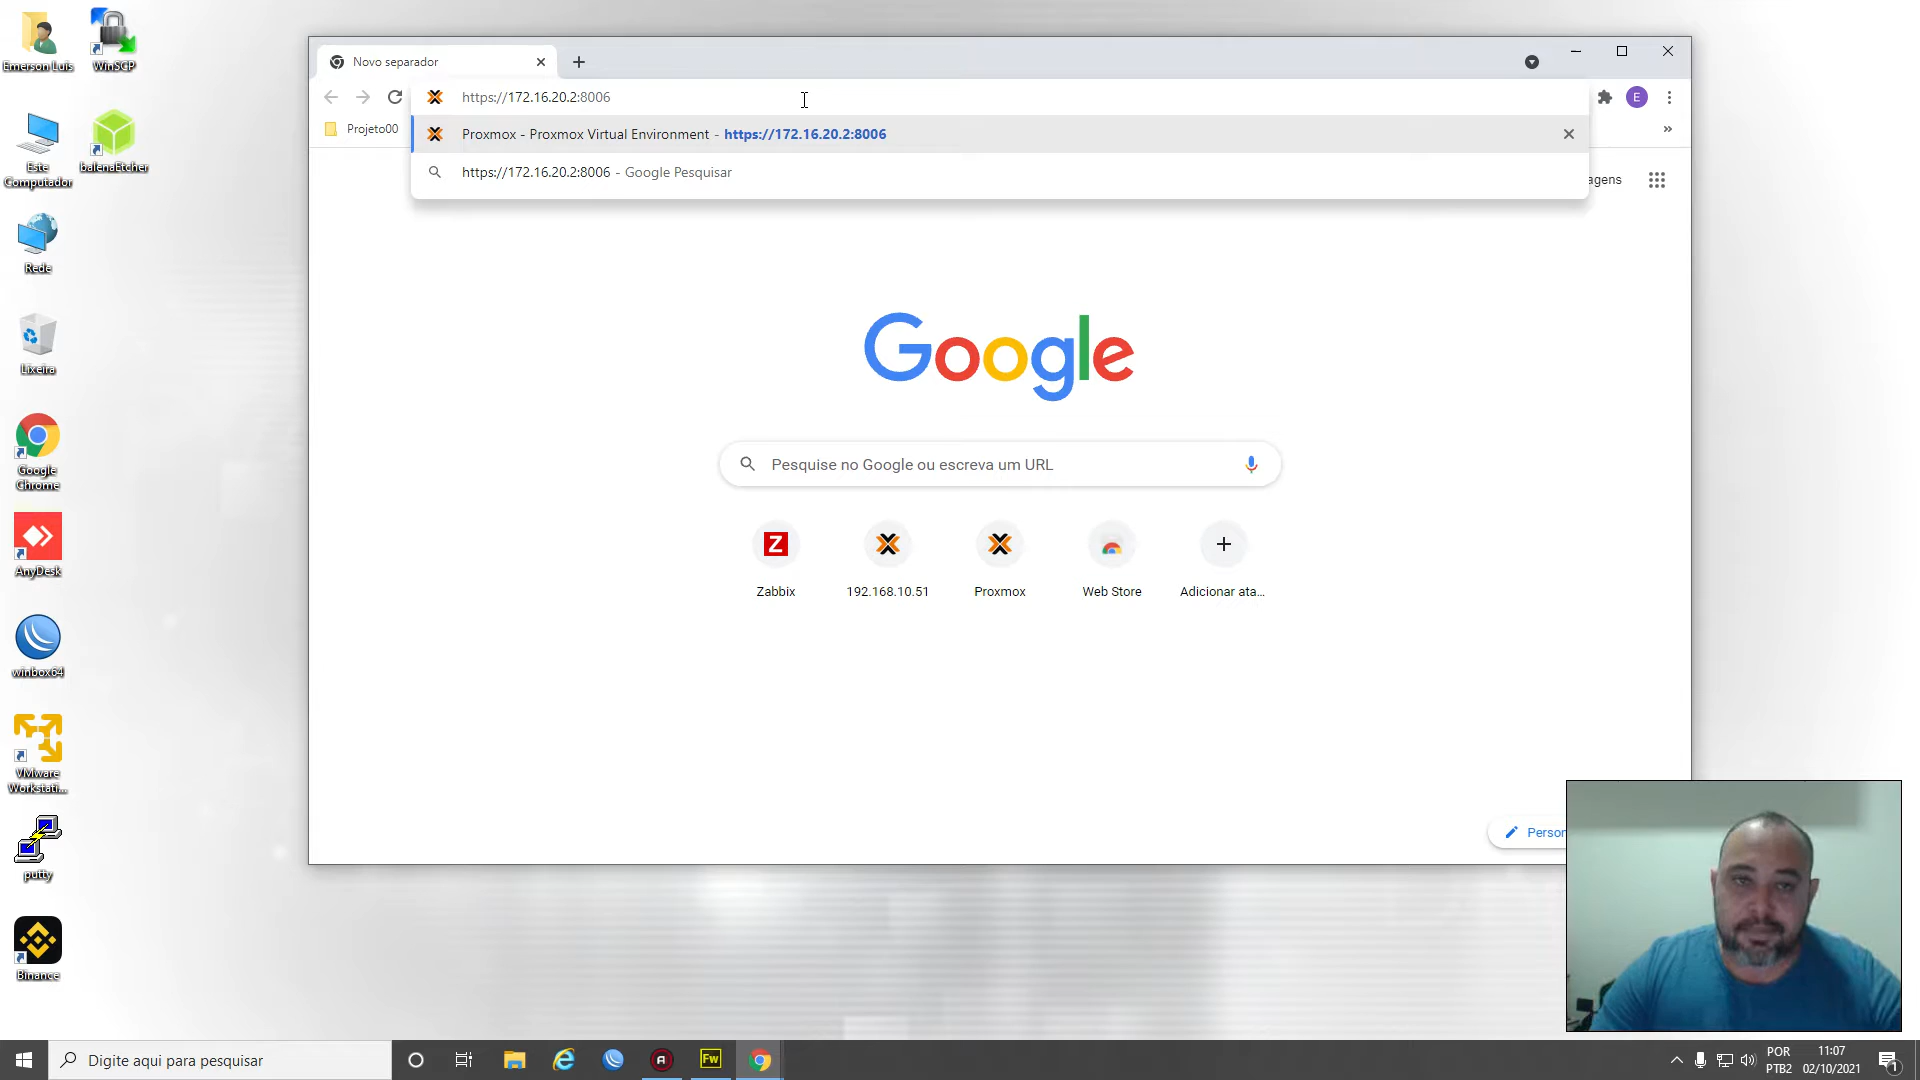 Emerson Luis
WinSCP
Este
Computador
balenaEtcher
Rede
Lixeira
Google
Chrome
AnyDesk
winbox64
VMware
Workstati...
putty
Binance
Novo separador
https://172.16.20.2:8006
E
Projeto00
»
Proxmox - Proxmox Virtual Environment - https://172.16.20.2:8006
https://172.16.20.2:8006 - Google Pesquisar
agens
Google
Pesquise no Google ou escreva um URL
Z
Zabbix
192.168.10.51
Proxmox
Web Store
Adicionar ata...
Person
Digite aqui para pesquisar
Fw
POR
PTB2
11:07
02/10/2021
1